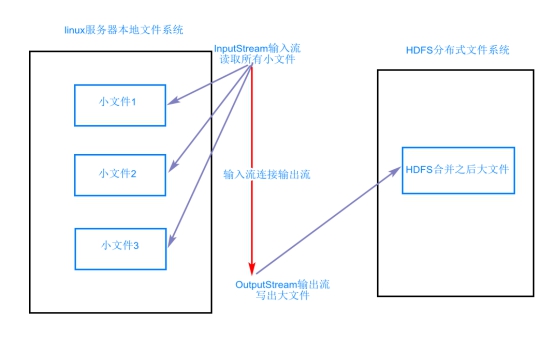 linux服务器本地文件系统
InputStream输入流
读取所有小文件
HDFS分布式文件系统
小文件1
小文件2
小文件3
输入流连接输出流
HDFS合并之后大文件
OutputStream输出流
写出大文件